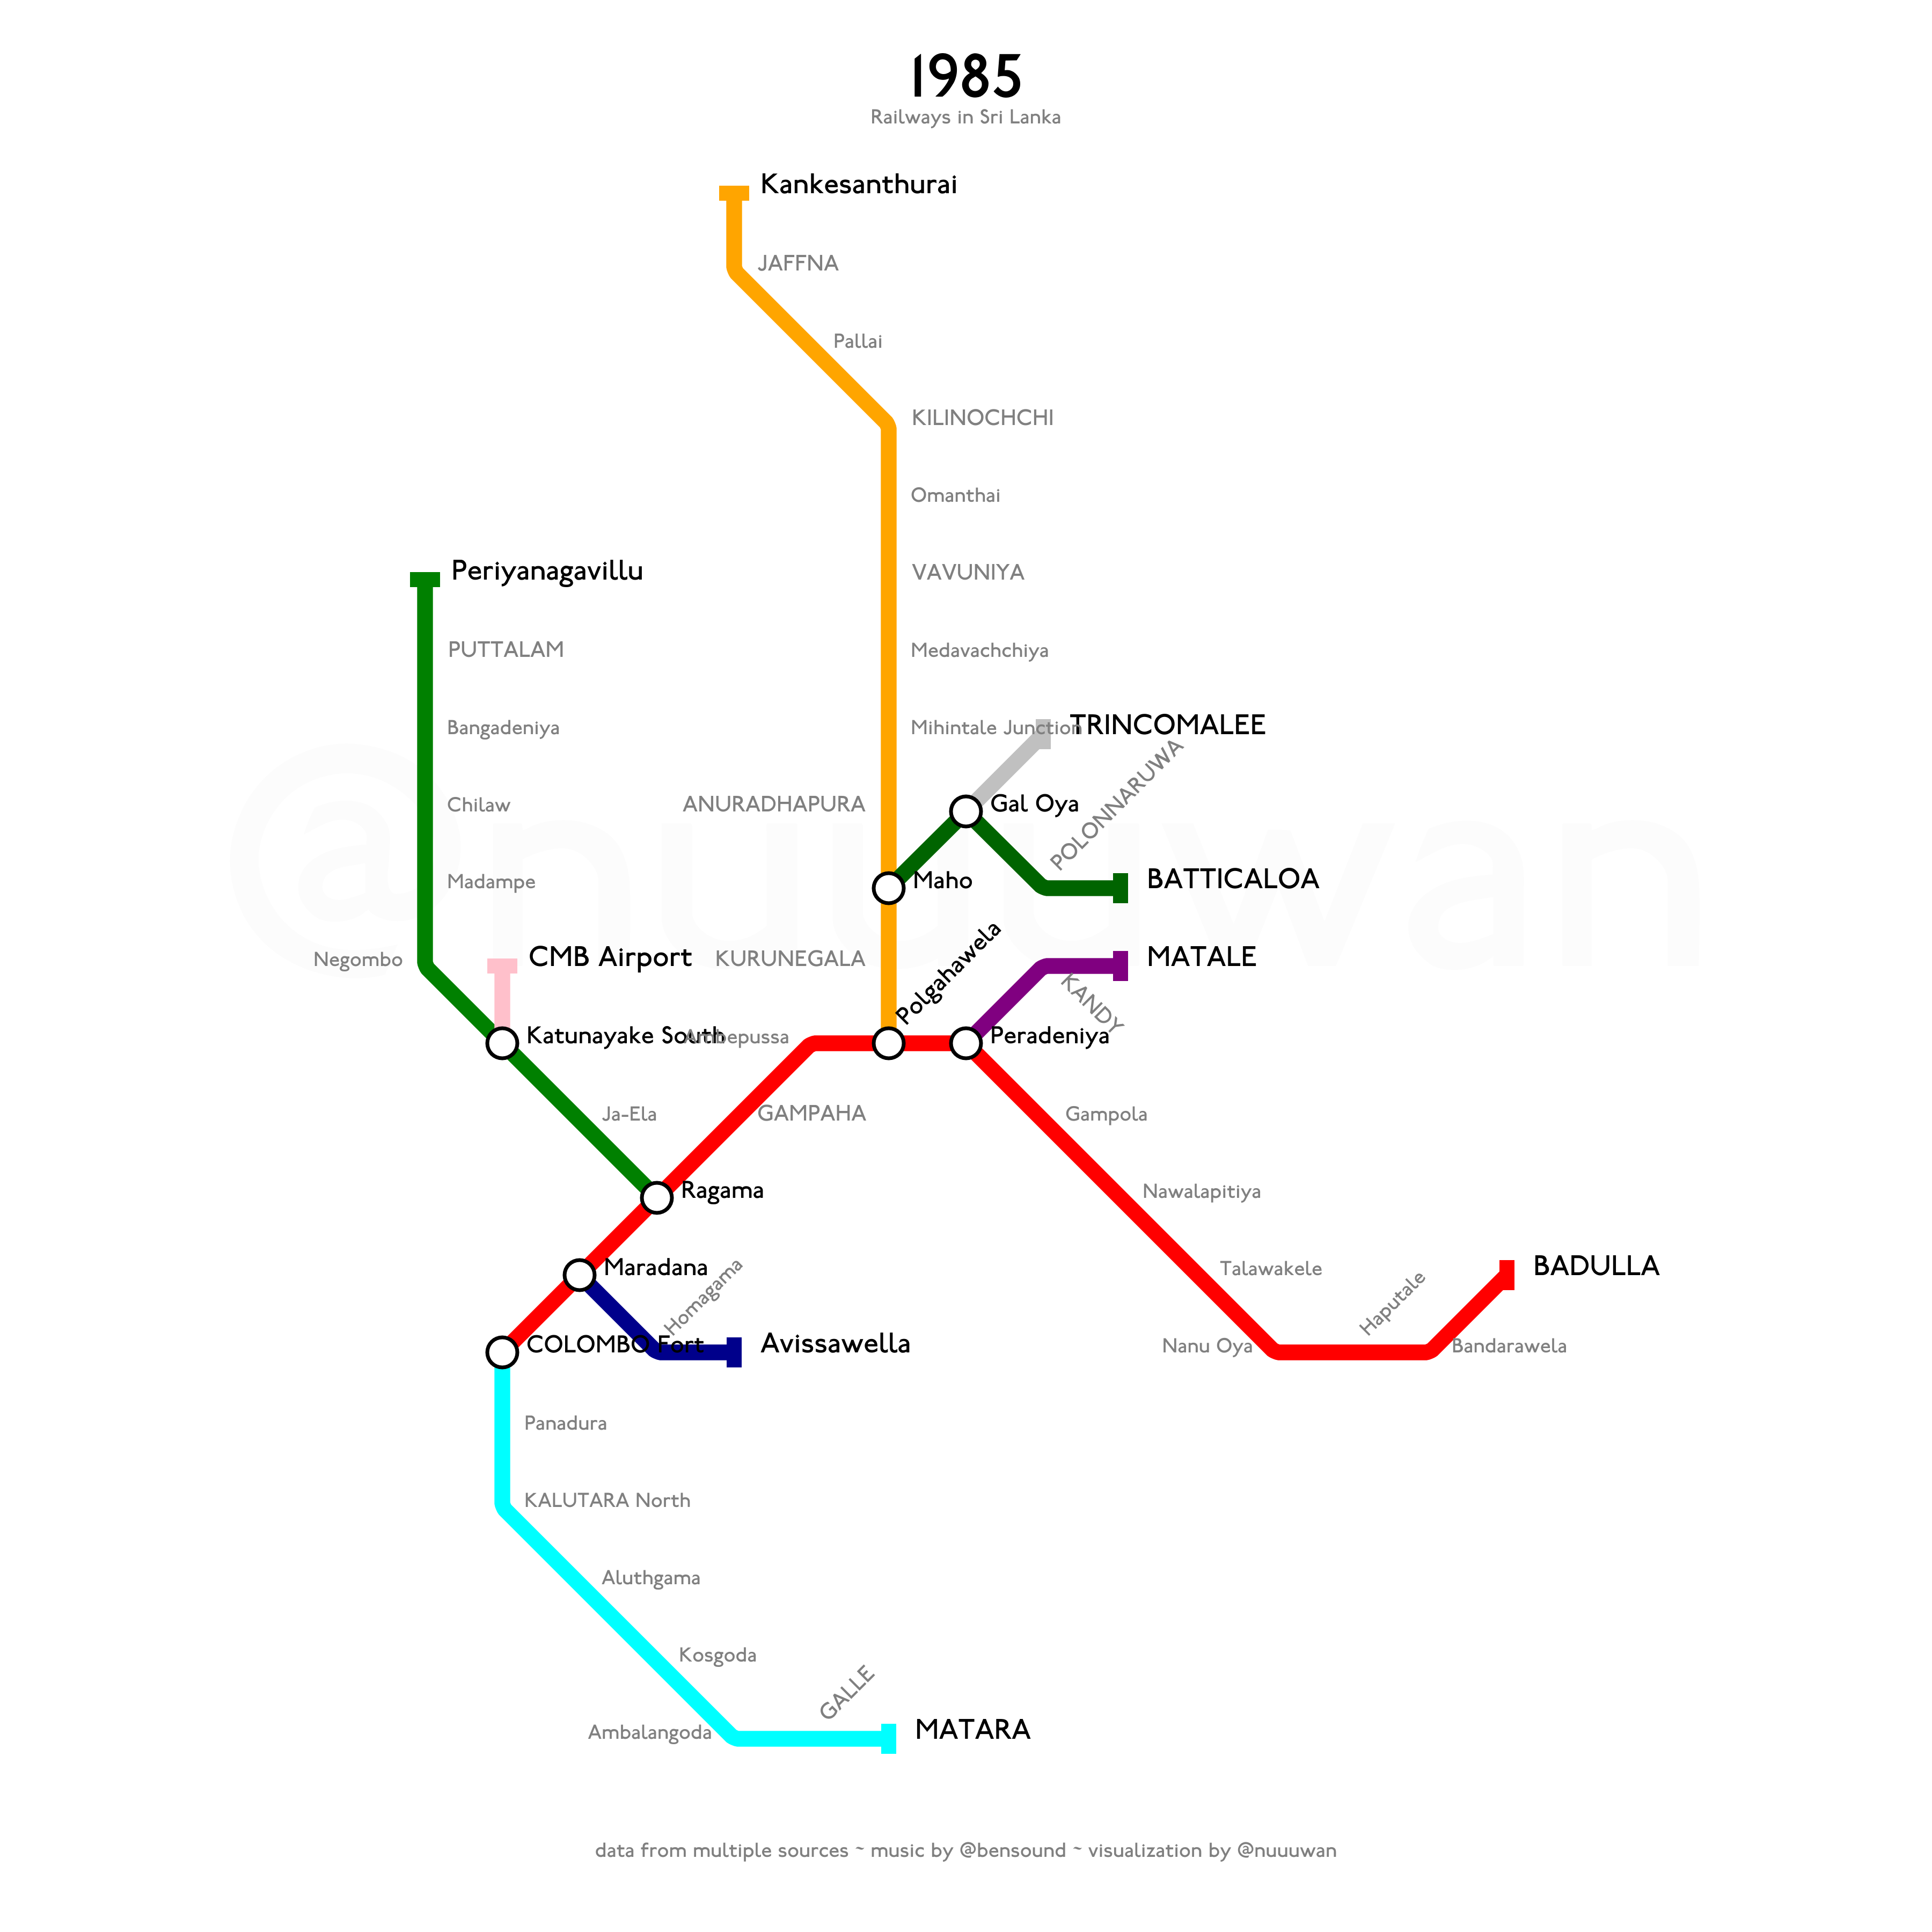 1985
Railways in Sri Lanka
Kankesanthurai
JAFFNA
Pallai
KILINOCHCHI
Omanthai
Periyanagavillu
VAVUNIYA
PUTTALAM
Medavachchiya
Bangadeniya
Mihintale Junction
TRINCOMALEE
Chilaw
ANURADHAPURA
Gal Oya
POLONNARUWA
Madampe
Maho
BATTICALOA
@nuuuwan
Negombo
CMB Airport
KURUNEGALA
Polgahawela
MATALE
KANDY
Katunayake South
Ambepussa
Peradeniya
Ja-Ela
GAMPAHA
Gampola
Ragama
Nawalapitiya
Maradana
Homagama
Talawakele
Haputale
BADULLA
COLOMBO Fort
Avissawella
Nanu Oya
Bandarawela
Panadura
KALUTARA North
Aluthgama
Kosgoda
GALLE
Ambalangoda
MATARA
data from multiple sources ~ music by @bensound ~ visualization by @nuuuwan